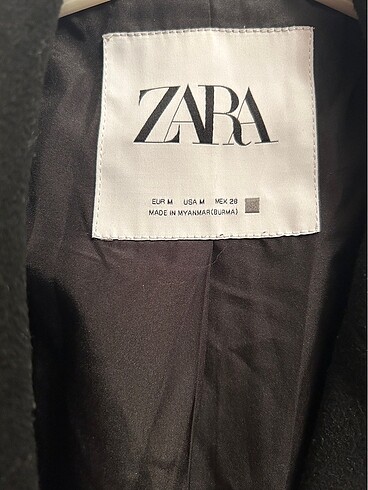 ZARA
EUR M USA M MEX 28
MADE IN MYANMAR(BURMA)